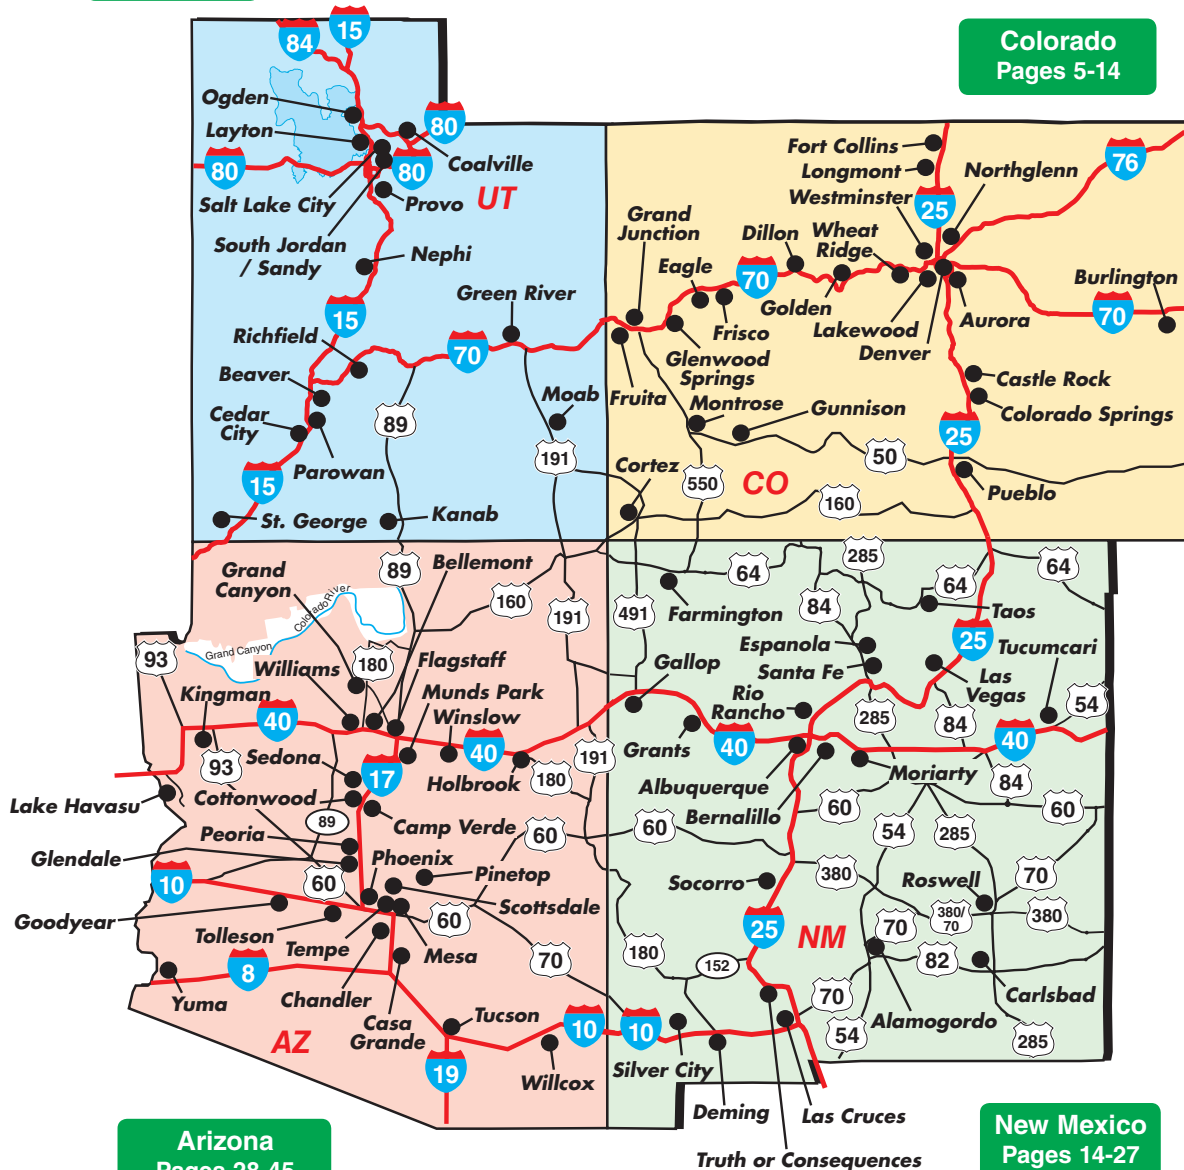 15
84
Colorado
Pages 5-14
Ogden
Layton
80
80
80
Coalville
Salt Lake City
Provo
UT
South Jordan
/ Sandy
Nephi
Green River
15
Richfield
70
Beaver
Cedar
City
89
Moab
Parowan
191
15
St. George
Kanab
Fort Collins
Longmont
Westminster
Northglenn
76
25
Grand
Junction
Dillon
Wheat
Ridge
Eagle
70
Burlington
Golden
Frisco
Lakewood
Aurora
70
Denver
Glenwood
Springs
Fruita
Castle Rock
Montrose
Gunnison
Colorado Springs
25
50
Cortez
550
CO
Pueblo
160
Grand
Canyon
89
Bellemont
160
191
Colorado River
Grand Canyon
93
180
Williams
Flagstaff
Kingman
Munds Park
40
Winslow
40
93
Sedona
17
Holbrook
180
191
Lake Havasu
Cottonwood
89
Camp Verde
60
Peoria
Glendale
Phoenix
10
60
Pinetop
Goodyear
Scottsdale
60
Tolleson
Tempe
Mesa
70
8
Yuma
Chandler
Casa
Grande
Tucson
10
AZ
19
Willcox
285
64
64
64
84
491
Farmington
Taos
Espanola
25
Gallop
Santa Fe
Tucumcari
Rio
Rancho
Las
Vegas
54
285
84
Grants
40
40
Moriarty
84
Albuquerque
Bernalillo
60
60
60
54
285
380
70
Socorro
Roswell
25
380/
70
380
NM
70
180
152
82
70
Carlsbad
Alamogordo
10
54
285
Silver City
Deming
Las Cruces
Truth or Consequences
Arizona
New Mexico
Pages 14-27
Pages 28-45